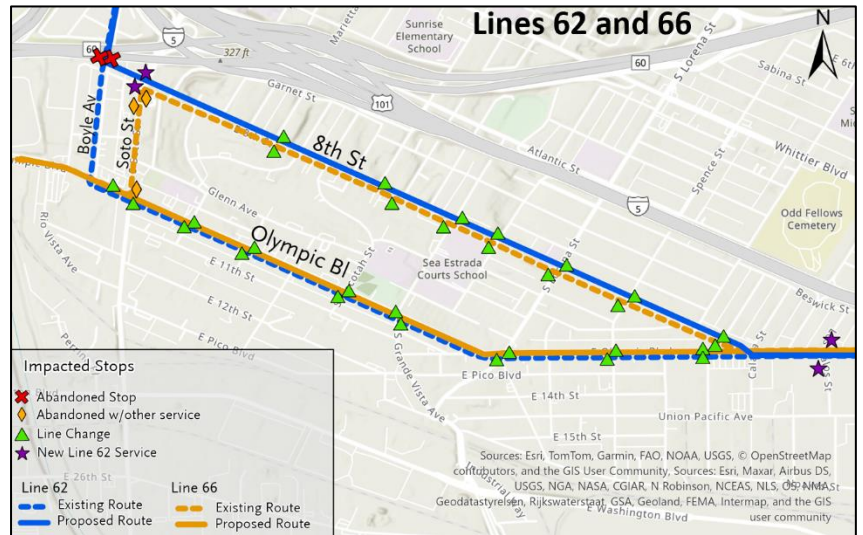 Lines 62 and 66
N
Sunrise
Elementary
School
60
5
327 ft
60
S Lorena St
Sabina St
E 6th
Garnet St
101
Boyle Av
Soto St
8th St
Atlantic St
Spence St
Whittier Blvd
5
Odd Fellows
Cemetery
Glenn Ave
Rio Vista Ave
Olympic Bl
E 11th St
Sea Estrada
Courts School
Beswick St
E 12th St
E Pico Blvd
S Grande Vista Ave
E Pico Blvd
E 14th St
Union Pacific Ave
E 15th St
Industrial Way
E Washington Blvd
E 26th St
Impacted Stops
Abandoned Stop
Abandoned w/other service
Line Change
New Line 62 Service
Line 62
Line 66
Existing Route
Existing Route
Proposed Route
Proposed Route
Sources: Esri, TomTom, Garmin, FAO, NOAA, USGS, © OpenStreetMap
contributors, and the GIS User Community, Sources: Esri, Maxar, Airbus DS,
USGS, NGA, NASA, CGIAR, N Robinson, NCEAS, NLS, OS, NMA,
Geodatastyrelsen, Rijkswaterstaat, GSA, Geoland, FEMA, Intermap, and the GIS
user community